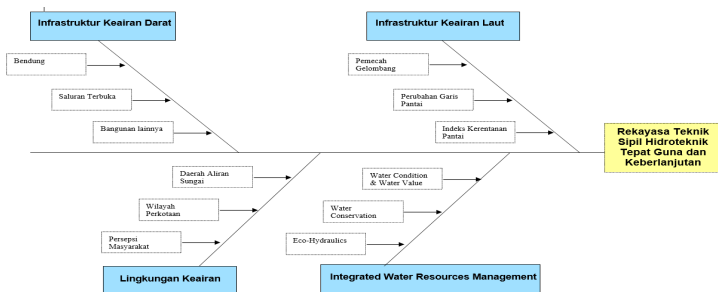 Infrastruktur Keairan Darat
Infrastruktur Keairan Laut
Bendung
Saluran Terbuka
Bangunan lainnya
Pemecah
Gelombang
Perubahan Garis
Pantai
Indeks Kerentanan
Pantai
Rekayasa Teknik
Sipil Hidroteknik
Tepat Guna dan
Keberlanjutan
Daerah Aliran
Sungai
Wilayah
Perkotaan
Persepsi
Masyarakat
Water Condition
& Water Value
Water
Conservation
Eco-Hydraulics
Lingkungan Keairan
Integrated Water Resources Management